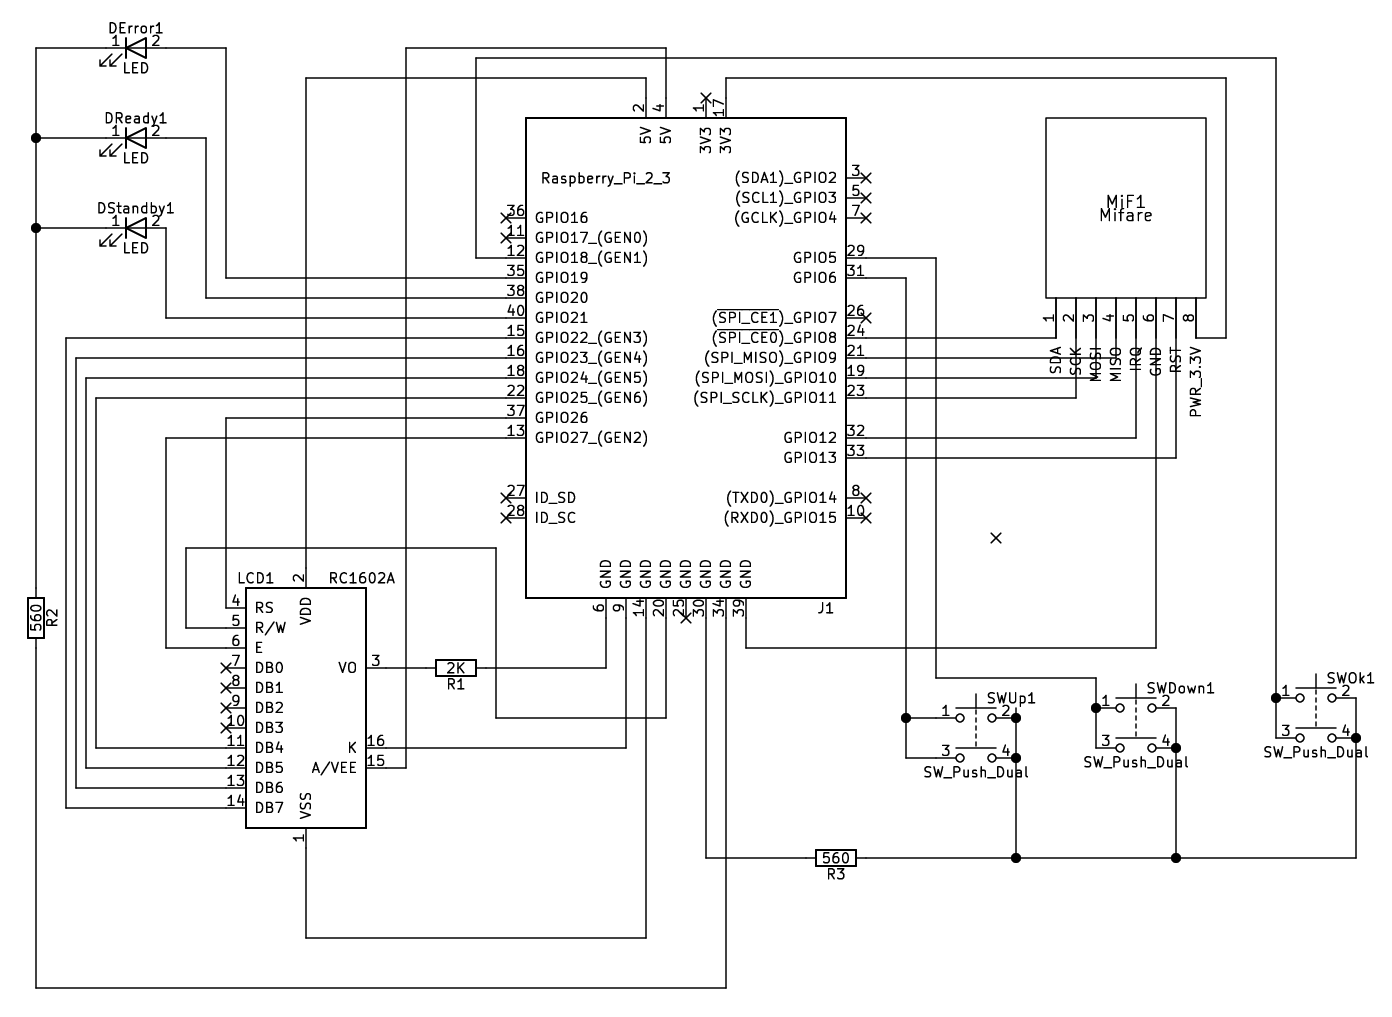 DError1
1 2
LED
DReady1
1 2
LED
DStandby1
1 2
LED
2 4 1 17
5V 5V 3V3 3V3
Raspberry_Pi_2_3
36 GPIO16
11 GPIO17_(GEN0)
12 GPIO18_(GEN1)
35 GPIO19
38 GPIO20
40 GPIO21
15 GPIO22_(GEN3)
16 GPIO23_(GEN4)
18 GPIO24_(GEN5)
22 GPIO25_(GEN6)
37 GPIO26
13 GPIO27_(GEN2)
27 ID_SD
28 ID_SC
(SDA1)_GPIO2 3
(SCL1)_GPIO3 5
(GCLK)_GPIO4 7
GPIO5 29
GPIO6 31
(SPI_CE1)_GPIO7 26
(SPI_CE0)_GPIO8 24
(SPI_MISO)_GPIO9 21
(SPI_MOSI)_GPIO10 19
(SPI_SCLK)_GPIO11 23
GPIO12 32
GPIO13 33
(TXD0)_GPIO14 8
(RXD0)_GPIO15 10
GND GND GND GND GND GND GND GND
6 9 14 20 25 30 34 39
J1
MiF1
Mifare
1 2 3 4 5 6 7 8
SDA SCK MOSI MISO IRQ GND RST PWR_3.3V
LCD1 RC1602A
2
VDD
4 RS
5 R/W
6 E
7 DB0
8 DB1
9 DB2
10 DB3
11 DB4
12 DB5
13 DB6
14 DB7
VO 3
K 16
A/VEE 15
VSS
1
560
R2
2K
R1
SWUp1
1 2
3 4
SW_Push_Dual
SWDown1
1 2
3 4
SW_Push_Dual
SWOk1
1 2
3 4
SW_Push_Dual
560
R3